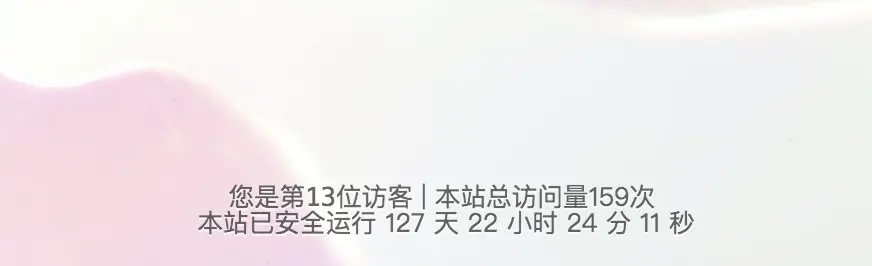 您是第13位访客 | 本站总访问量159次
本站已安全运行 127 天 22 小时 24 分 11 秒